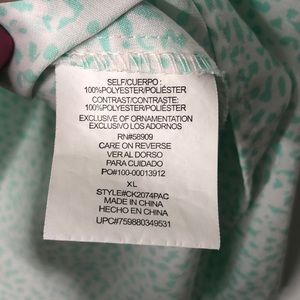 SELF/CUERPO :
100%POLYESTER/POLIÉSTER
CONTRAST/CONTRASTE:
100%POLYESTER/POLIÉSTER
EXCLUSIVE OF ORNAMENTATION
EXCLUSIVO LOS ADORNOS
RN#56909
CARE ON REVERSE
VER AL DORSO
PARA CUIDADO
PO#100-00013912
XL
STYLE#CK2074PAC
MADE IN CHINA
HECHO EN CHINA
UPC#759880349531